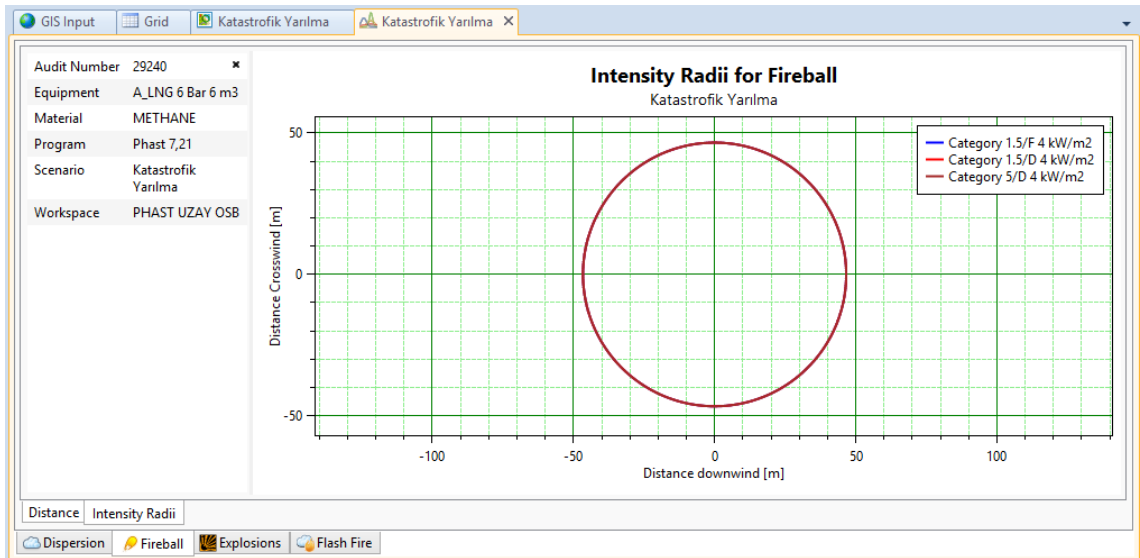 GIS Input
Grid
Katastrofik Yarılma
Katastrofik Yarılma
Audit Number 29240
Equipment A_LNG 6 Bar 6 m3
Material METHANE
Program Phast 7,21
Scenario Katastrofik
Yarılma
Workspace PHAST UZAY OSB
Intensity Radii for Fireball
Katastrofik Yarılma
Category 1.5/F 4 kW/m2
Category 1.5/D 4 kW/m2
Category 5/D 4 kW/m2
Distance Crosswind [m]
50
0
-50
-100 -50 0 50 100
Distance downwind [m]
Distance
Intensity Radii
Dispersion
Fireball
Explosions
Flash Fire